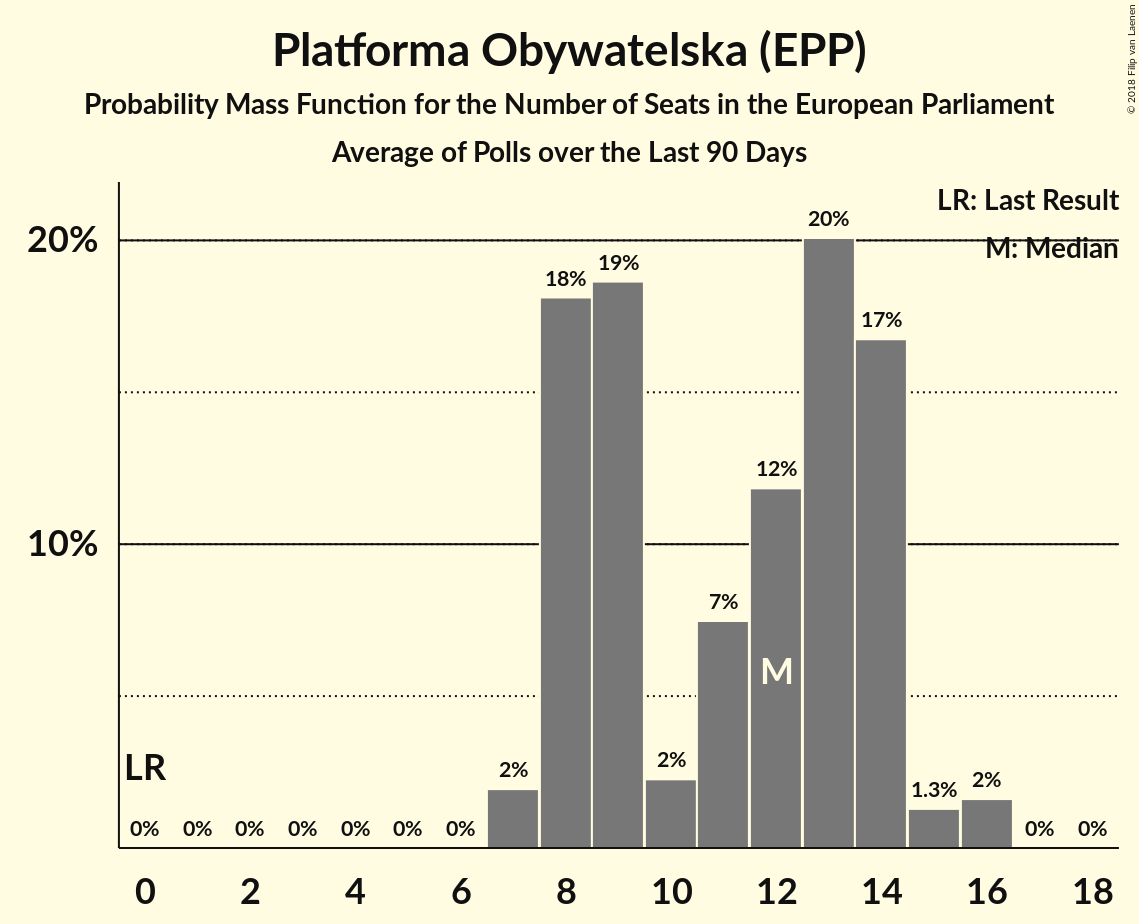 Platforma Obywatelska (EPP)
Probability Mass Function for the Number of Seats in the European Parliament
Average of Polls over the Last 90 Days
© 2018 Filip van Laenen
LR: Last Result
M: Median
20%
10%
20%
19%
18%
17%
12%
7%
M
2%
2%
1.3%
2%
LR
0% 0% 0% 0% 0% 0% 0% 0% 0%
0 2 4 6 8 10 12 14 16 18